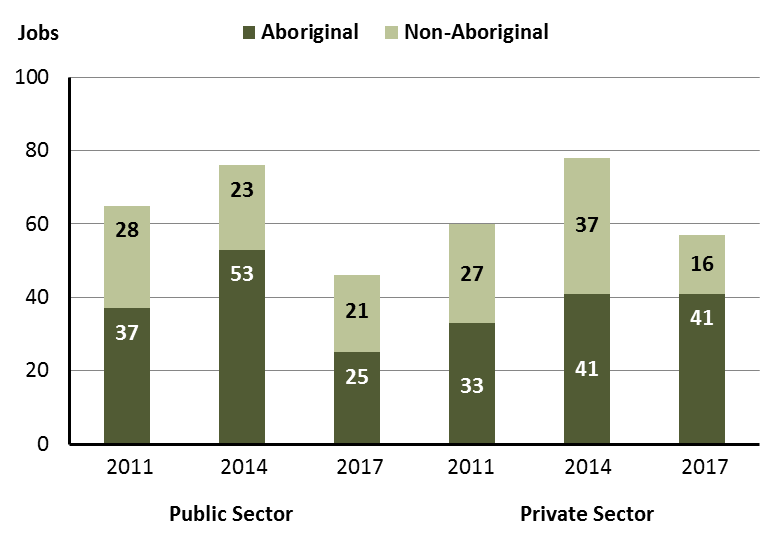 Jobs
Aboriginal Non-Aboriginal
100
80
60
40
20
0
28 23 21 27 37 16
37 53 25 33 41 41
2011 2014 2017 2011 2014 2017
Public Sector Private Sector